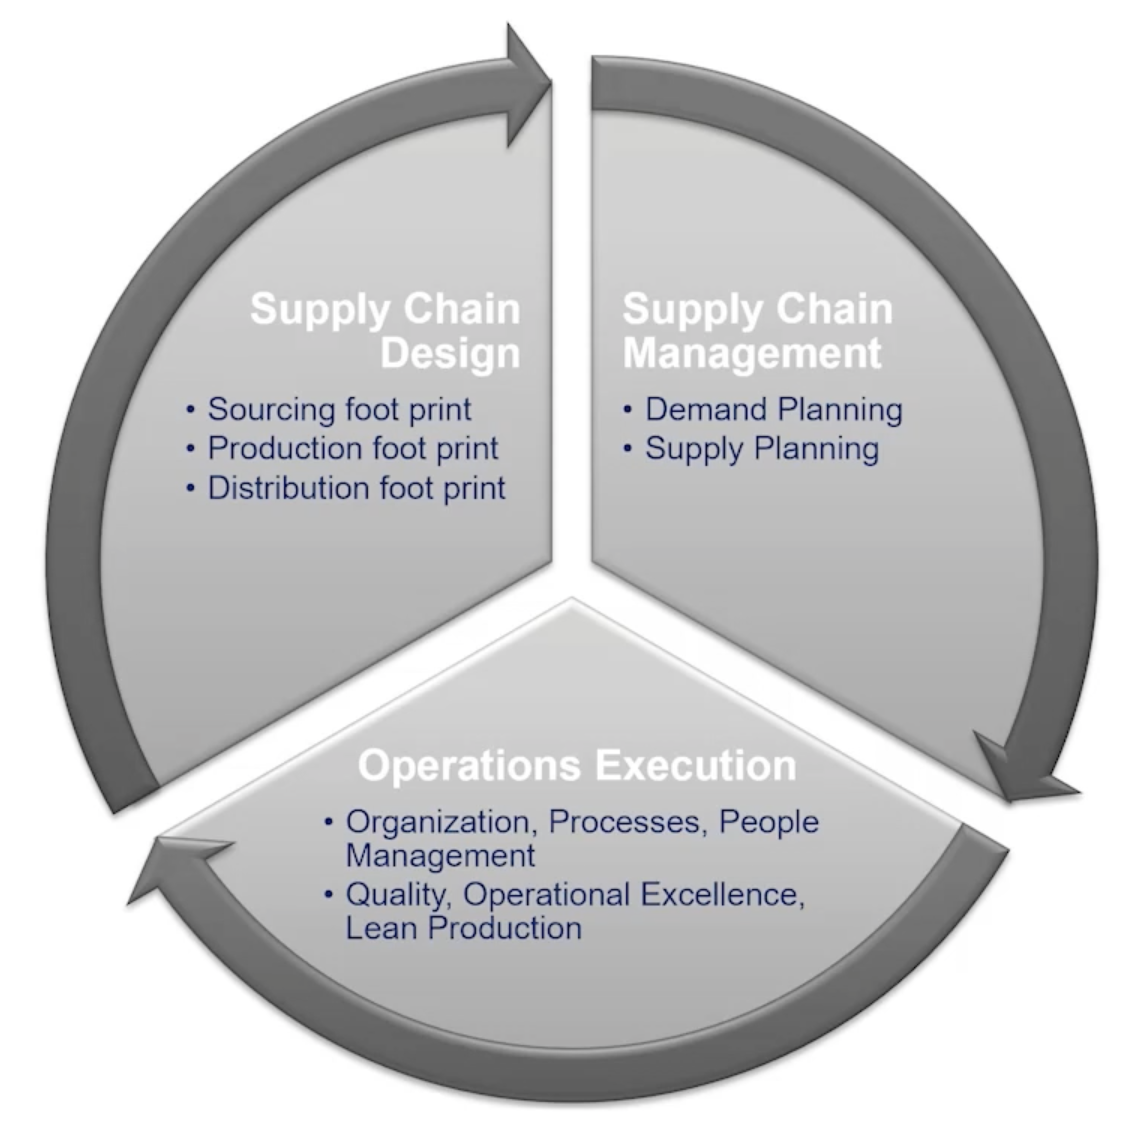 Supply Chain
Design
• Sourcing foot print
• Production foot print
• Distribution foot print
Supply Chain
Management
• Demand Planning
• Supply Planning
Operations Execution
• Organization, Processes, People
Management
• Quality, Operational Excellence,
Lean Production